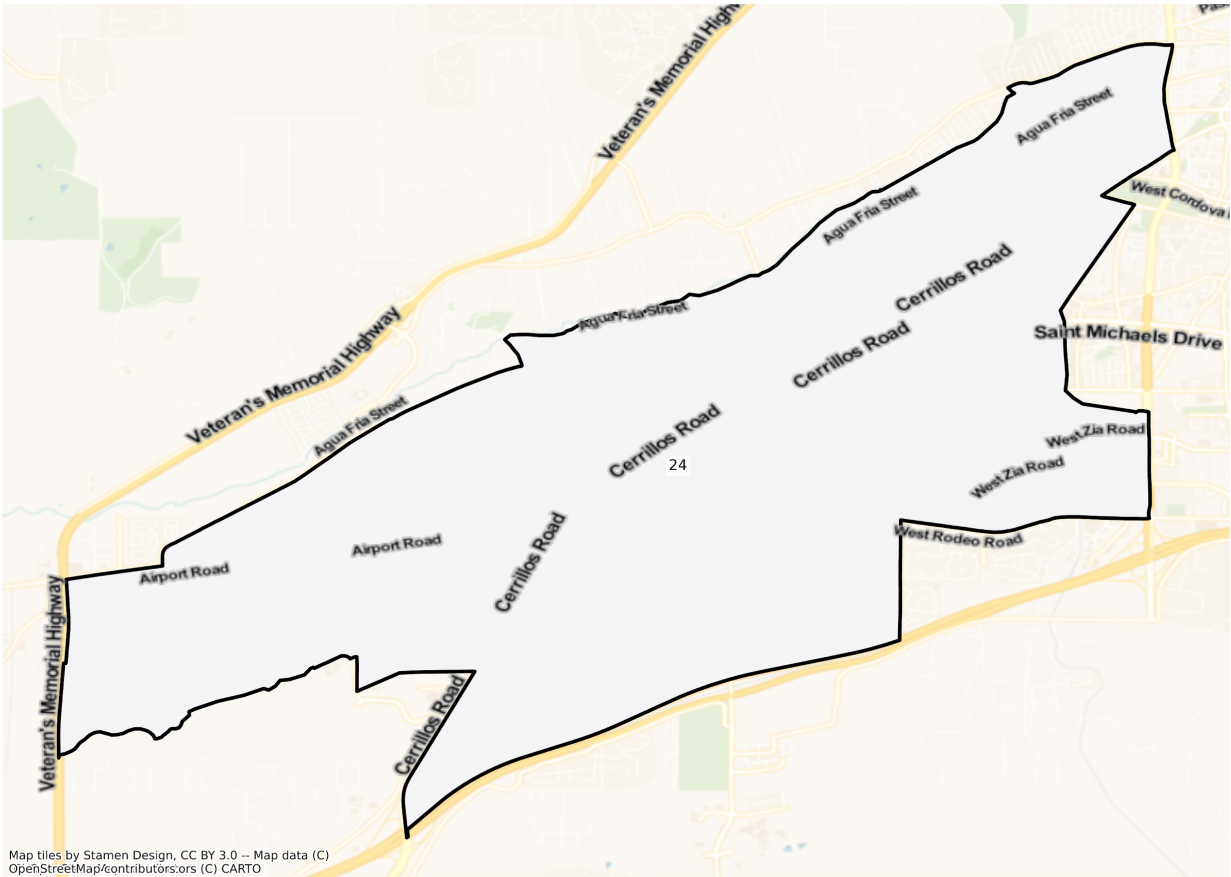 Veteran's Memorial High
Pas
Agua Fria Street
West Cordova
Agua Fria Street
Cerrillos Road
Agua Fria Street
Veteran's Memorial Highway
Cerrillos Road
Saint Michaels Drive
Agua Fria Street
Cerrillos Road
West Zia Road
24
West Zia Road
Cerrillos Road
West Rodeo Road
Airport Road
Airport Road
Veteran's Memorial Highway
Cerrillos Road
Map tiles by Stamen Design, CC BY 3.0 -- Map data (C)
OpenStreetMap contributors (C) CARTO